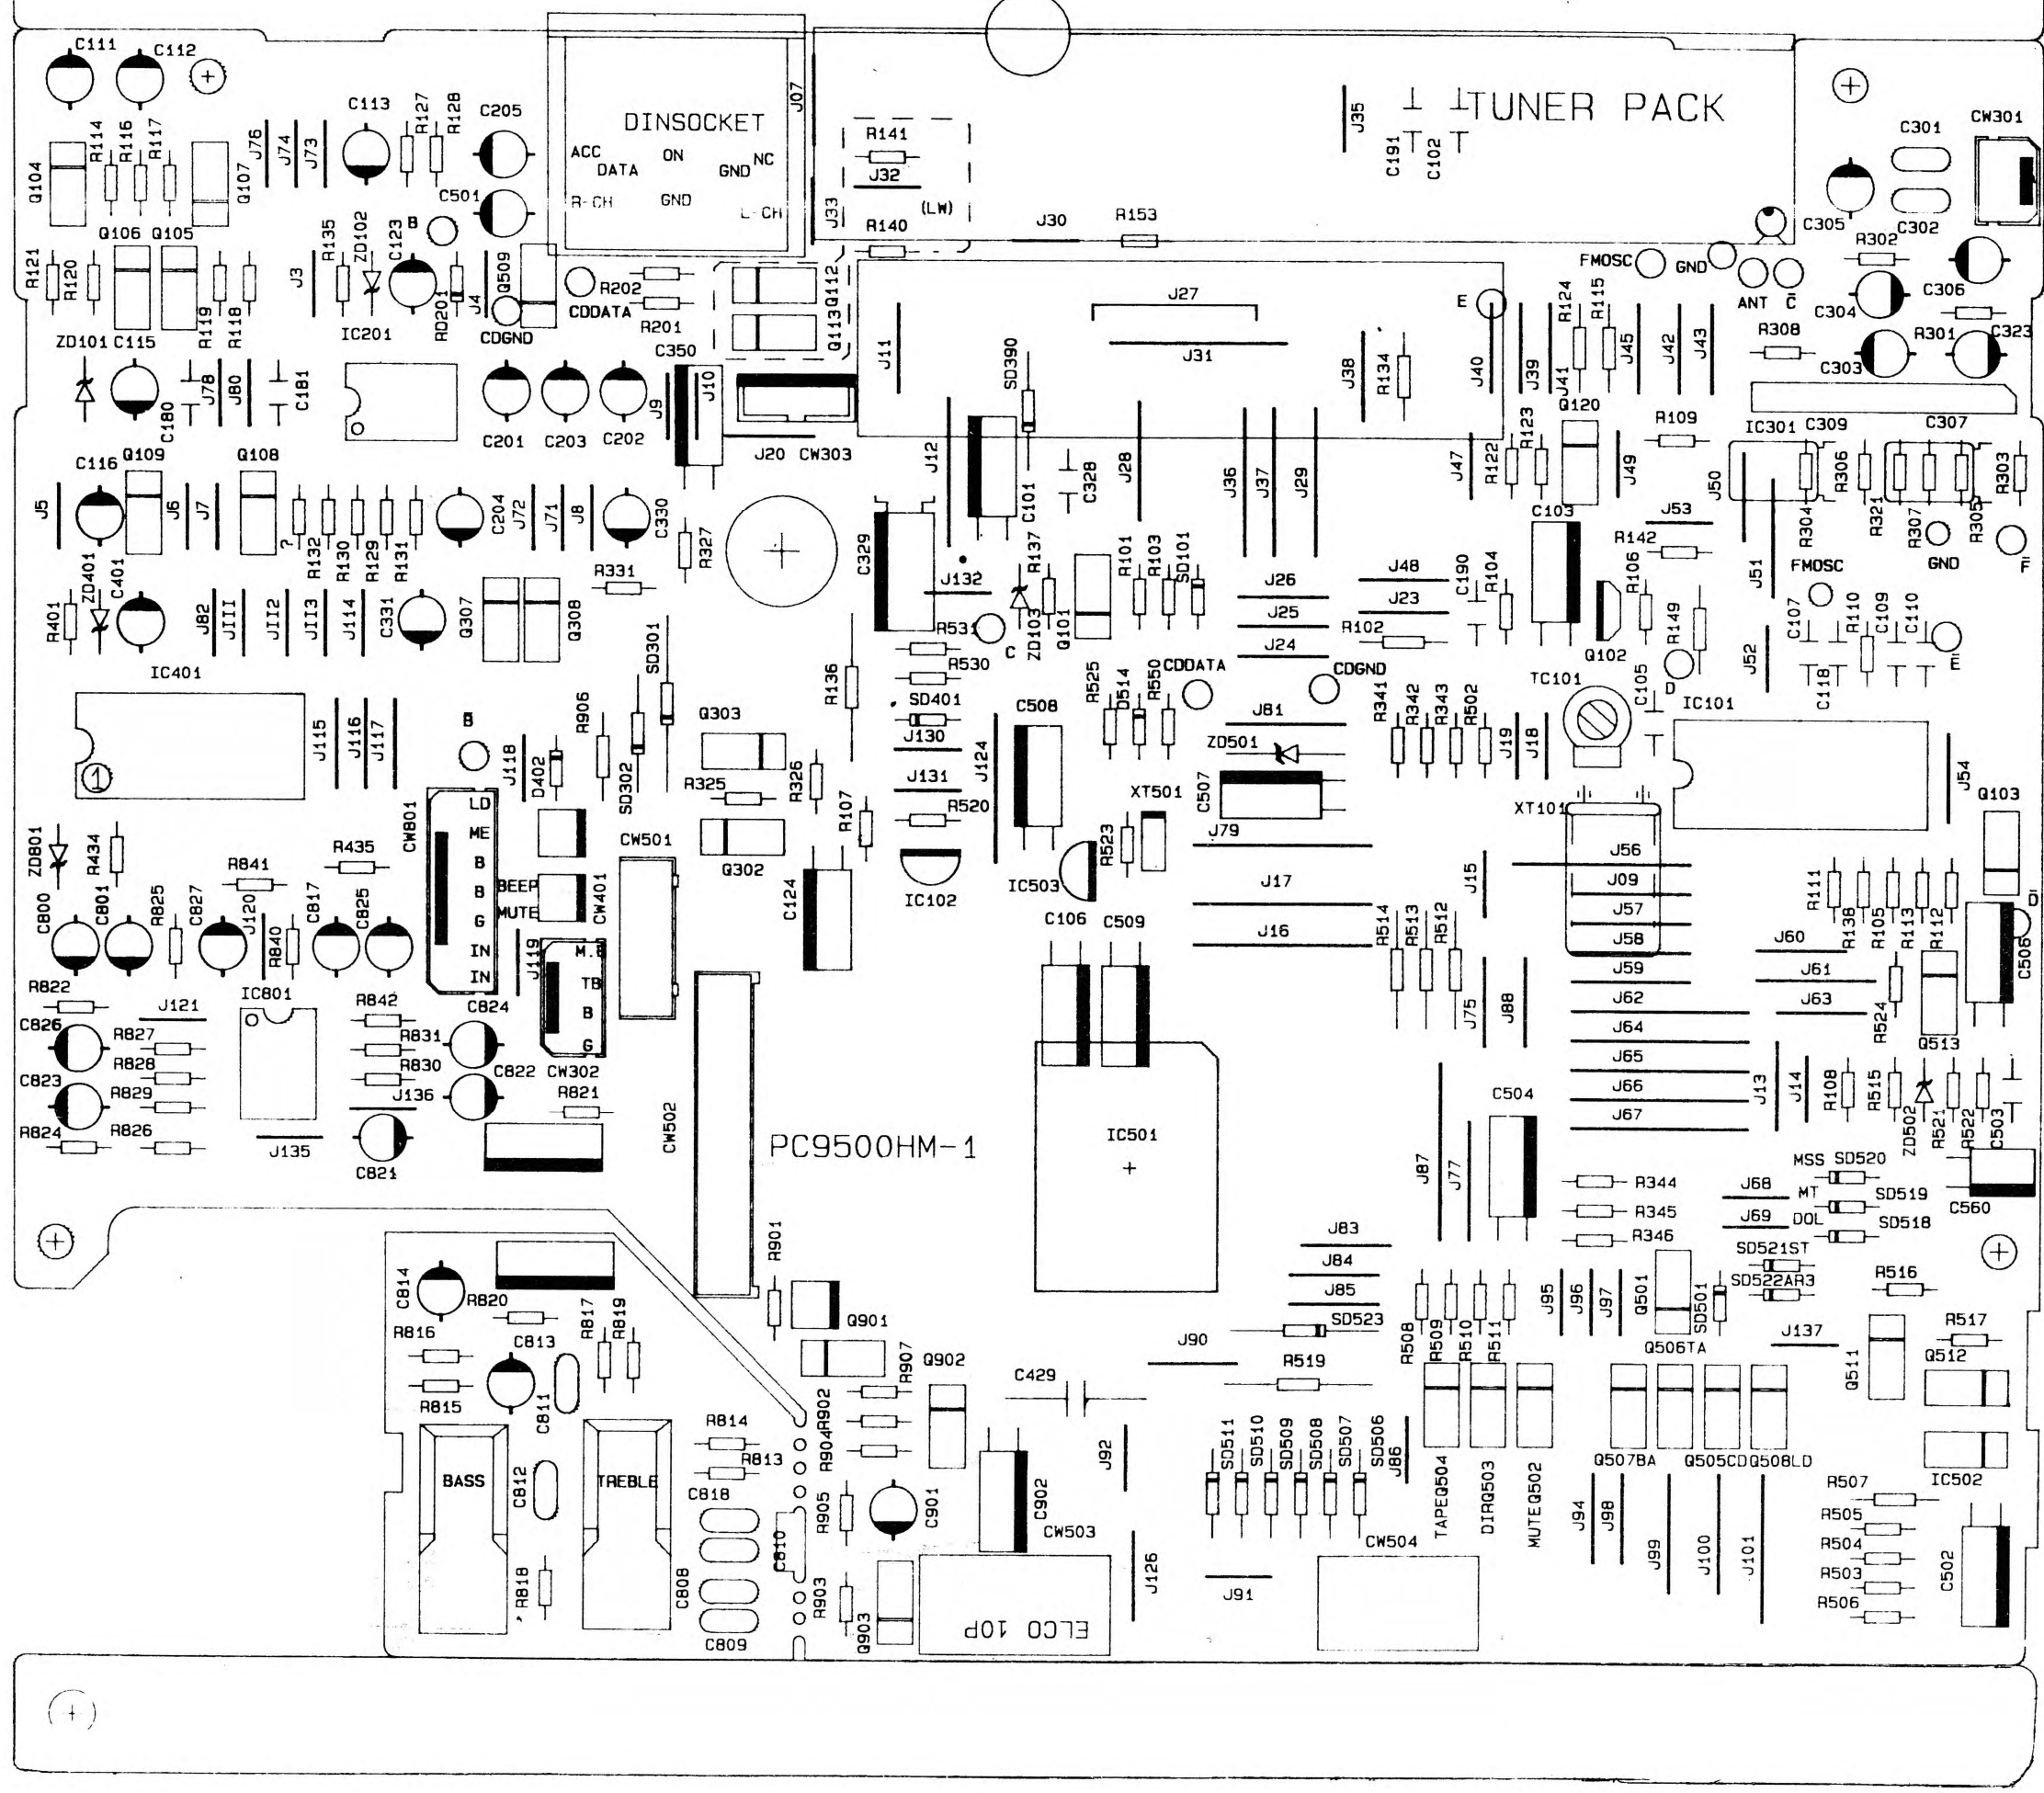 C111
C112
C113
R127
R128
C205
DINSOCKET
ACC
DATA
ON
GND
NC
R-CH
GND
L-CH
J07
J33
R141
J32
(LW)
R140
J30
R153
J35
C191
C102
TUNER PACK
C301
CW301
C305
C302
R302
C306
C304
R301
C323
C303
R308
FMOSC
GND
ANT
C
Q104
R114
R116
R117
Q107
J76
J74
J73
C501
B
R121
R120
Q106
Q105
R119
R118
J3
R135
ZD102
C123
RD201
J4
Q509
CDGND
CDDATA
R202
R201
Q112
Q113
J11
J27
J31
J38
R134
E
J40
J39
J41
R124
R115
J45
J42
J43
ZD101
C115
C180
J78
J80
C181
IC201
C201
C203
C202
C350
J9
J10
J20
CW303
J12
SD390
C101
C328
J28
J36
J37
J29
J47
R122
R123
Q120
J49
R109
IC301
C309
C307
J50
R304
R306
R321
R307
R305
R303
C116
Q109
Q108
J5
J6
J7
?
R132
R130
R129
R131
C204
J72
J71
J8
C330
R327
C329
J132
R137
ZD103
Q101
R101
R103
SD101
J26
J25
J24
J48
J23
R102
C190
R104
C103
R142
J53
R106
Q102
R149
J51
J52
FMOSC
GND
F
C107
C118
R110
C109
C110
E
ZD401
C401
R401
J82
J111
J112
J113
J114
C331
Q307
Q308
R331
SD301
R136
R531
R530
C
CDDATA
CDGND
D
C105
TC101
IC101
IC401
1
J115
J116
J117
B
J118
D402
R906
SD302
Q303
R325
R326
Q302
R107
SD401
J130
J131
R520
J124
C508
R525
D514
R550
J81
ZD501
C507
XT501
R523
J79
R341
R342
R343
R502
J19
J18
XT101
J54
Q103
ZD801
R434
R841
R435
CW801
LD
ME
B
B
G
IN
IN
BEEP
MUTE
CW401
CW501
C124
IC102
IC503
C106
C509
J17
J16
R514
R513
R512
J15
J56
J09
J57
J58
J59
J62
J64
J65
J66
J67
R111
R138
R105
R113
R112
D
C506
J60
J61
J63
R524
Q513
C800
C801
R825
C827
J120
R840
C817
C825
J119
M.B
TB
B
G
CW302
R822
J121
IC801
R842
C824
C826
R827
R831
R828
R830
C822
C823
R829
J136
R821
R824
R826
J135
C821
CW502
PC9500HM-1
IC501
J75
J88
J87
J77
C504
J13
J14
R108
R515
ZD502
R521
R522
C503
MSS
SD520
MT
SD519
DOL
SD518
C560
R344
R345
R346
J68
J69
SD521ST
SD522AR3
J83
J84
J85
SD523
R516
R517
C814
R820
R816
C813
R817
R819
R815
C811
R901
Q901
Q902
R907
R902
R904
J90
R519
C429
R508
R509
R510
R511
J95
J96
J97
Q501
SD501
Q506TA
J137
Q511
Q512
BASS
C812
TREBLE
R814
R813
C818
C810
R905
C901
C902
CW503
J92
SD511
SD510
SD509
SD508
SD507
SD506
J86
TAPEQ504
DIRQ503
MUTEQ502
Q507BA
Q505CD
Q508LD
IC502
R507
R505
R504
R503
R506
C502
R818
C808
C809
R903
Q903
ELCO 10P
J126
J91
CW504
J94
J98
J99
J100
J101